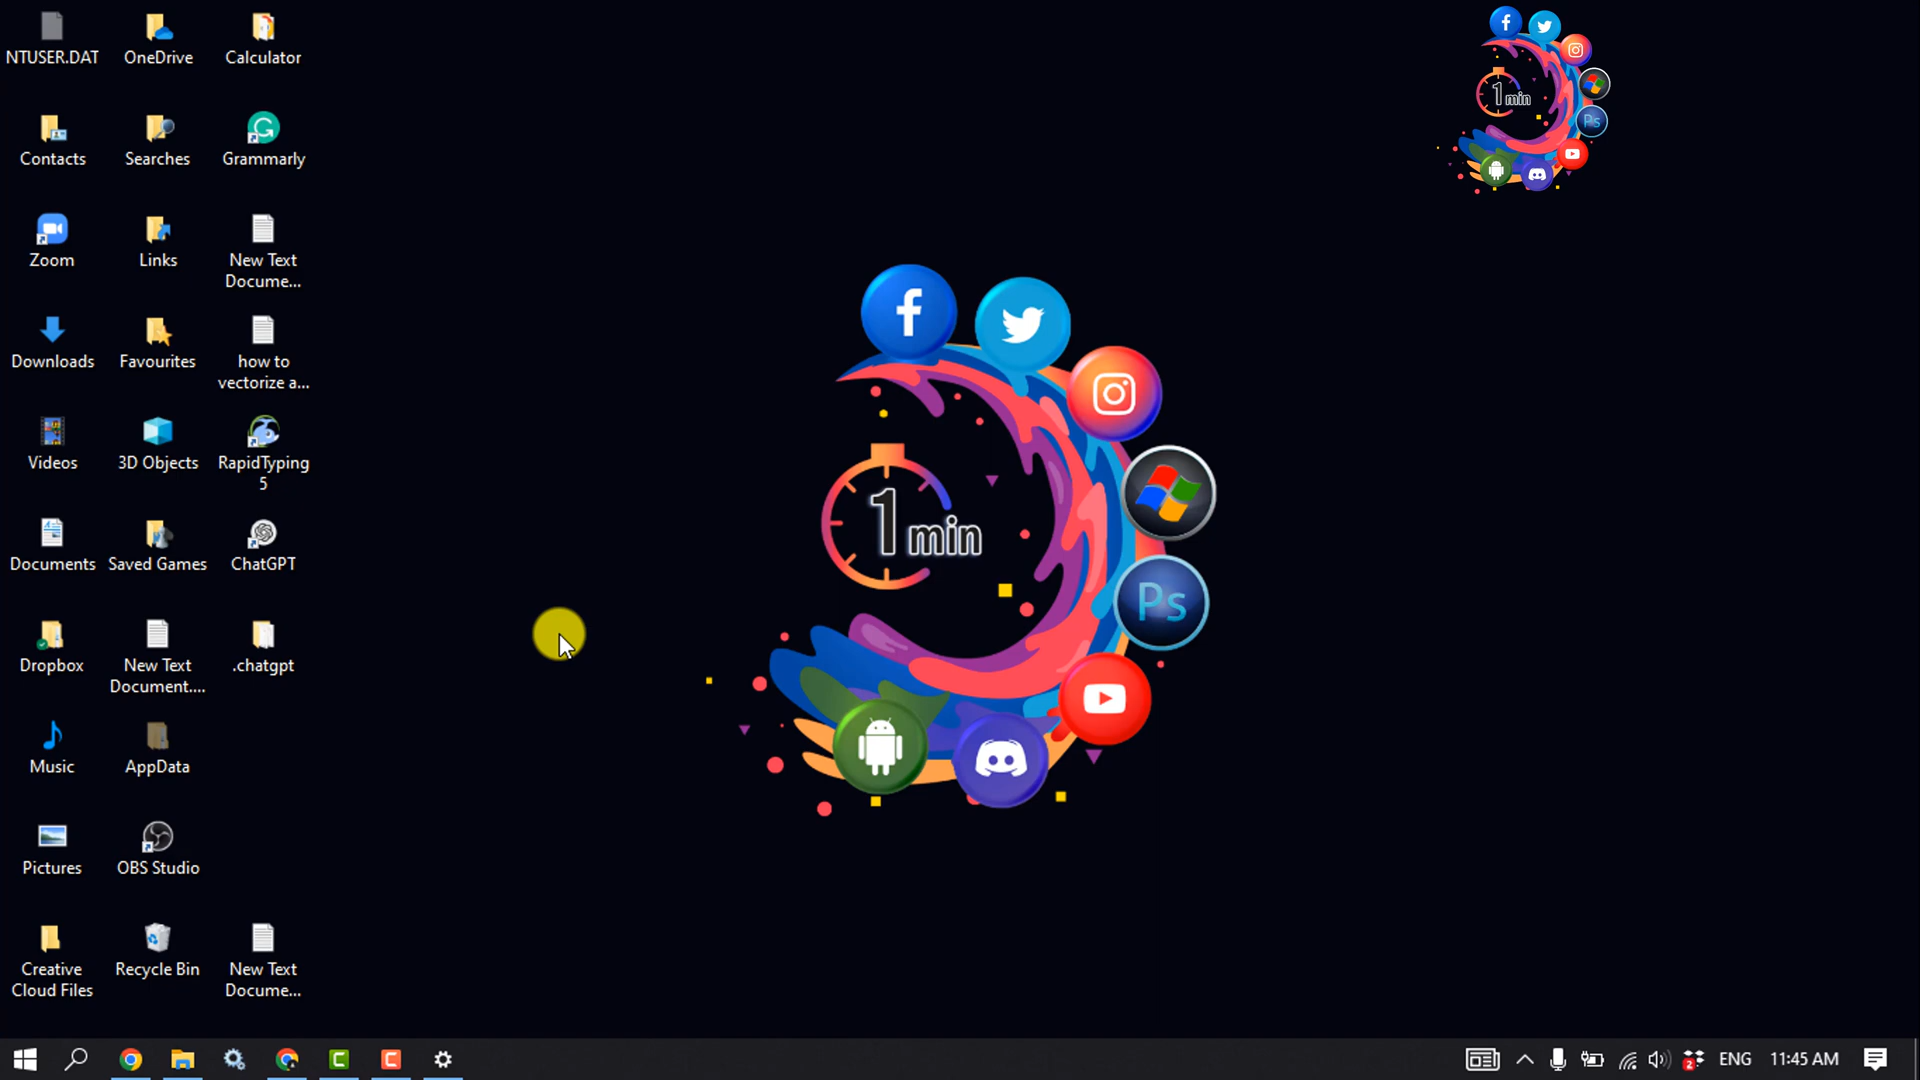 NTUSER.DAT
OneDrive
Calculator
Contacts
Searches
Grammarly
Zoom
Links
New Text
Docume...
Downloads
Favourites
how to
vectorize a...
Videos
3D Objects
RapidTyping
5
Documents
Saved Games
ChatGPT
Dropbox
New Text
Document....
.chatgpt
Music
AppData
Pictures
OBS Studio
Creative
Cloud Files
Recycle Bin
New Text
Docume...
1 min
Ps
1 min
Ps
2
ENG
11:45 AM